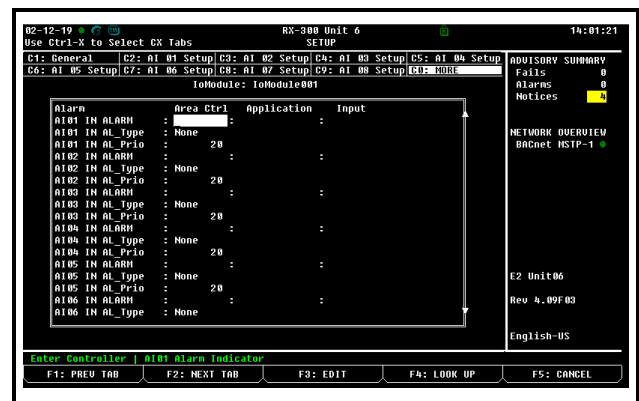 02-12-19 RX-300 Unit 6 14:01:21
Use Ctrl-X to Select CX Tabs SETUP
C1: General C2: AI 01 Setup C3: AI 02 Setup C4: AI 03 Setup C5: AI 04 Setup
C6: AI 05 Setup C7: AI 06 Setup C8: AI 07 Setup C9: AI 08 Setup C0: MORE
IoModule: IoModule001
Alarm Area Ctrl Application Input
AI01 IN ALARM : : :
AI01 IN AL_Type : None
AI01 IN AL_Prio : 20
AI02 IN ALARM : : :
AI02 IN AL_Type : None
AI02 IN AL_Prio : 20
AI03 IN ALARM : : :
AI03 IN AL_Type : None
AI03 IN AL_Prio : 20
AI04 IN ALARM : : :
AI04 IN AL_Type : None
AI04 IN AL_Prio : 20
AI05 IN ALARM : : :
AI05 IN AL_Type : None
AI05 IN AL_Prio : 20
AI06 IN ALARM : : :
AI06 IN AL_Type : None
ADVISORY SUMMARY
Fails 0
Alarms 0
Notices 4
NETWORK OVERVIEW
BACnet MSTP-1
E2 Unit06
Rev 4.09F03
English-US
Enter Controller | AI01 Alarm Indicator
F1: PREV TAB F2: NEXT TAB F3: EDIT F4: LOOK UP F5: CANCEL